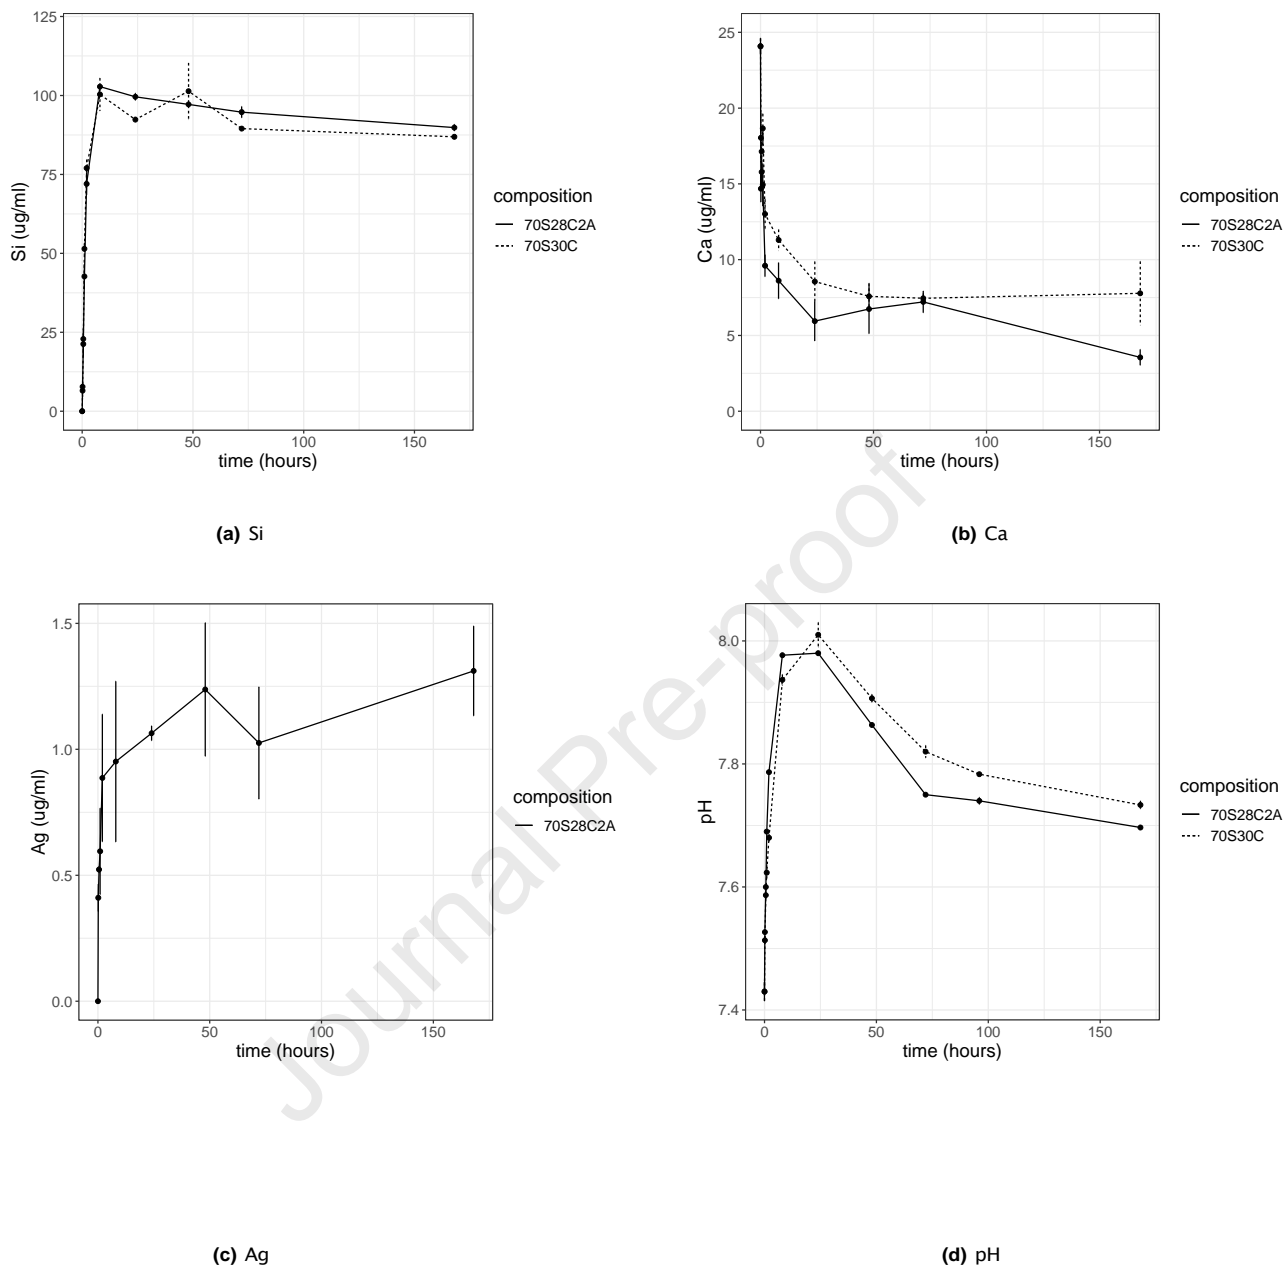 125
100
75
50
25
0
Si (ug/ml)
0 50 100 150
time (hours)
composition
70S28C2A
70S30C
(a) Si
25
20
15
10
5
0
Ca (ug/ml)
0 50 100 150
time (hours)
composition
70S28C2A
70S30C
(b) Ca
1.5
1.0
0.5
0.0
Ag (ug/ml)
0 50 100 150
time (hours)
composition
70S28C2A
(c) Ag
8.0
7.8
7.6
7.4
pH
0 50 100 150
time (hours)
composition
70S28C2A
70S30C
(d) pH
Journal Pre-proof